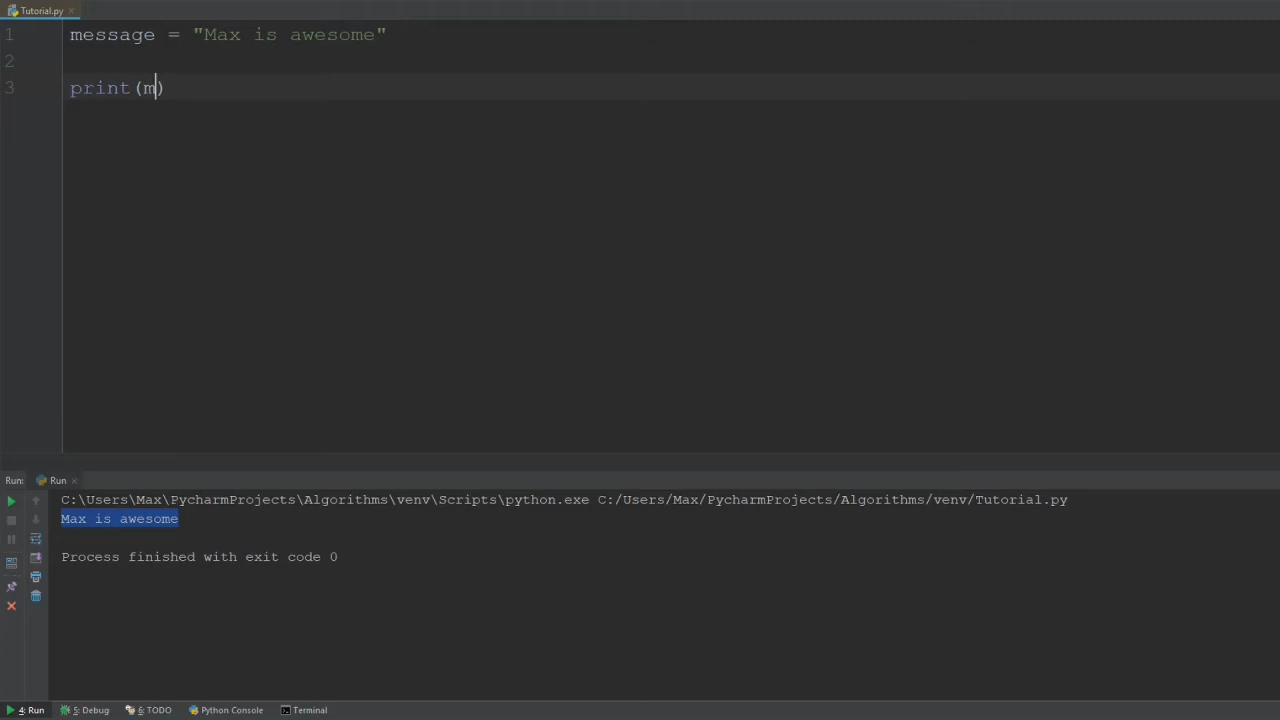 Tutorial.py
1 message = "Max is awesome"
2
3 print(m)
Run: Run
C:\Users\Max\PycharmProjects\Algorithms\venv\Scripts\python.exe C:/Users/Max/PycharmProjects/Algorithms/venv/Tutorial.py
Max is awesome
Process finished with exit code 0
4: Run 5: Debug 6: TODO Python Console Terminal